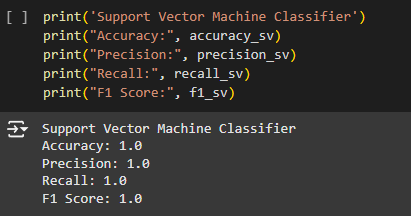 [ ] print('Support Vector Machine Classifier')
print("Accuracy:", accuracy_sv)
print("Precision:", precision_sv)
print("Recall:", recall_sv)
print("F1 Score:", f1_sv)
Support Vector Machine Classifier
Accuracy: 1.0
Precision: 1.0
Recall: 1.0
F1 Score: 1.0